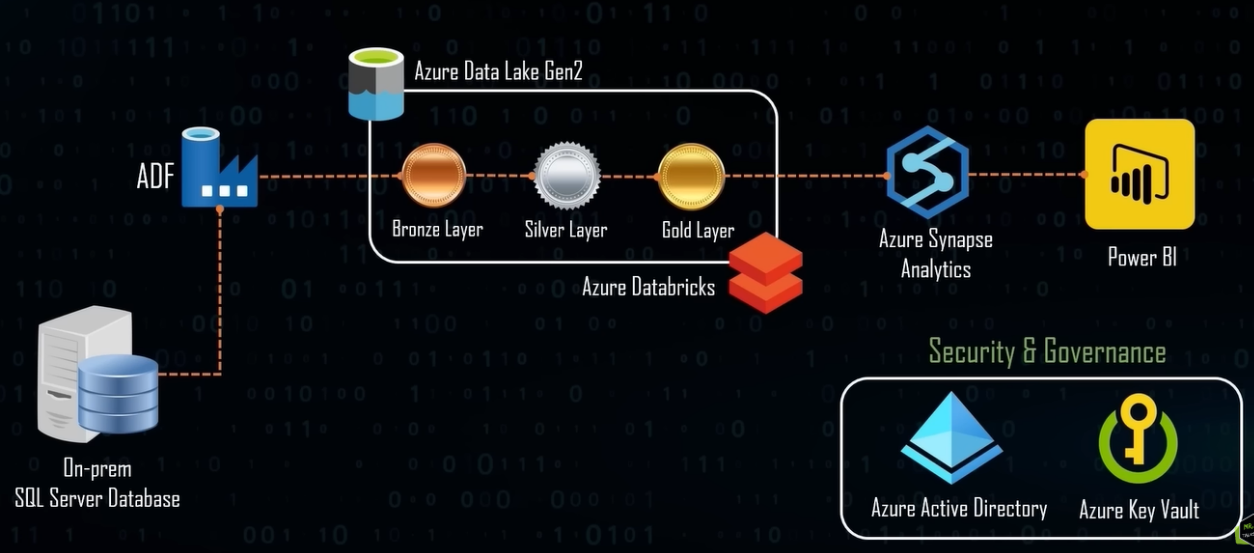 Azure Data Lake Gen2
ADF
Bronze Layer
Silver Layer
Gold Layer
Azure Databricks
Azure Synapse
Analytics
Power BI
On-prem
SQL Server Database
Security & Governance
Azure Active Directory
Azure Key Vault